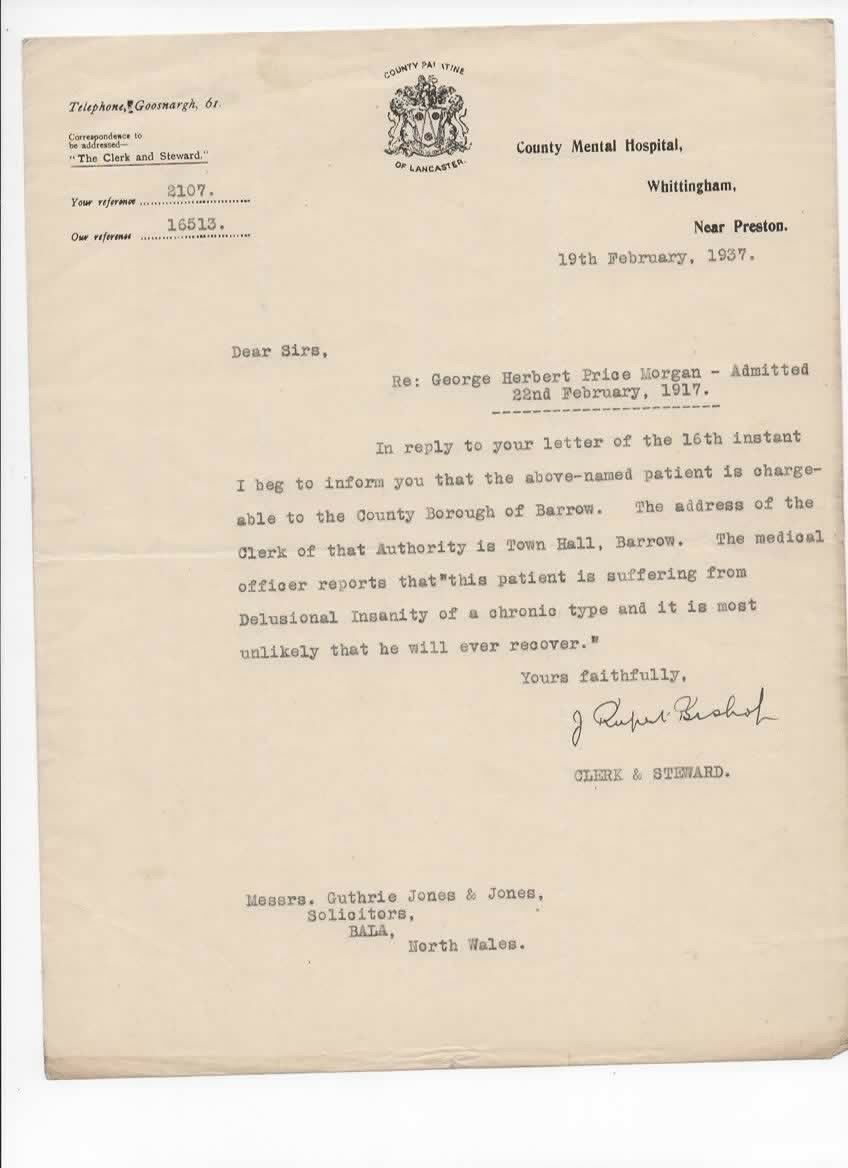 COUNTY PALATINE
OF LANCASTER.
Telephone, Goosnargh, 61.
Correspondence to
be addressed—
"The Clerk and Steward."
Your reference 2107.
Our reference 16513.
County Mental Hospital,
Whittingham,
Near Preston.
19th February, 1937.
Dear Sirs,
Re: George Herbert Price Morgan - Admitted
22nd February, 1917.
In reply to your letter of the 16th instant
I beg to inform you that the above-named patient is charge-
able to the County Borough of Barrow. The address of the
Clerk of that Authority is Town Hall, Barrow. The medical
officer reports that"this patient is suffering from
Delusional Insanity of a chronic type and it is most
unlikely that he will ever recover."
Yours faithfully,
J Rupert Bishop
CLERK & STEWARD.
Messrs. Guthrie Jones & Jones,
Solicitors,
BALA,
North Wales.